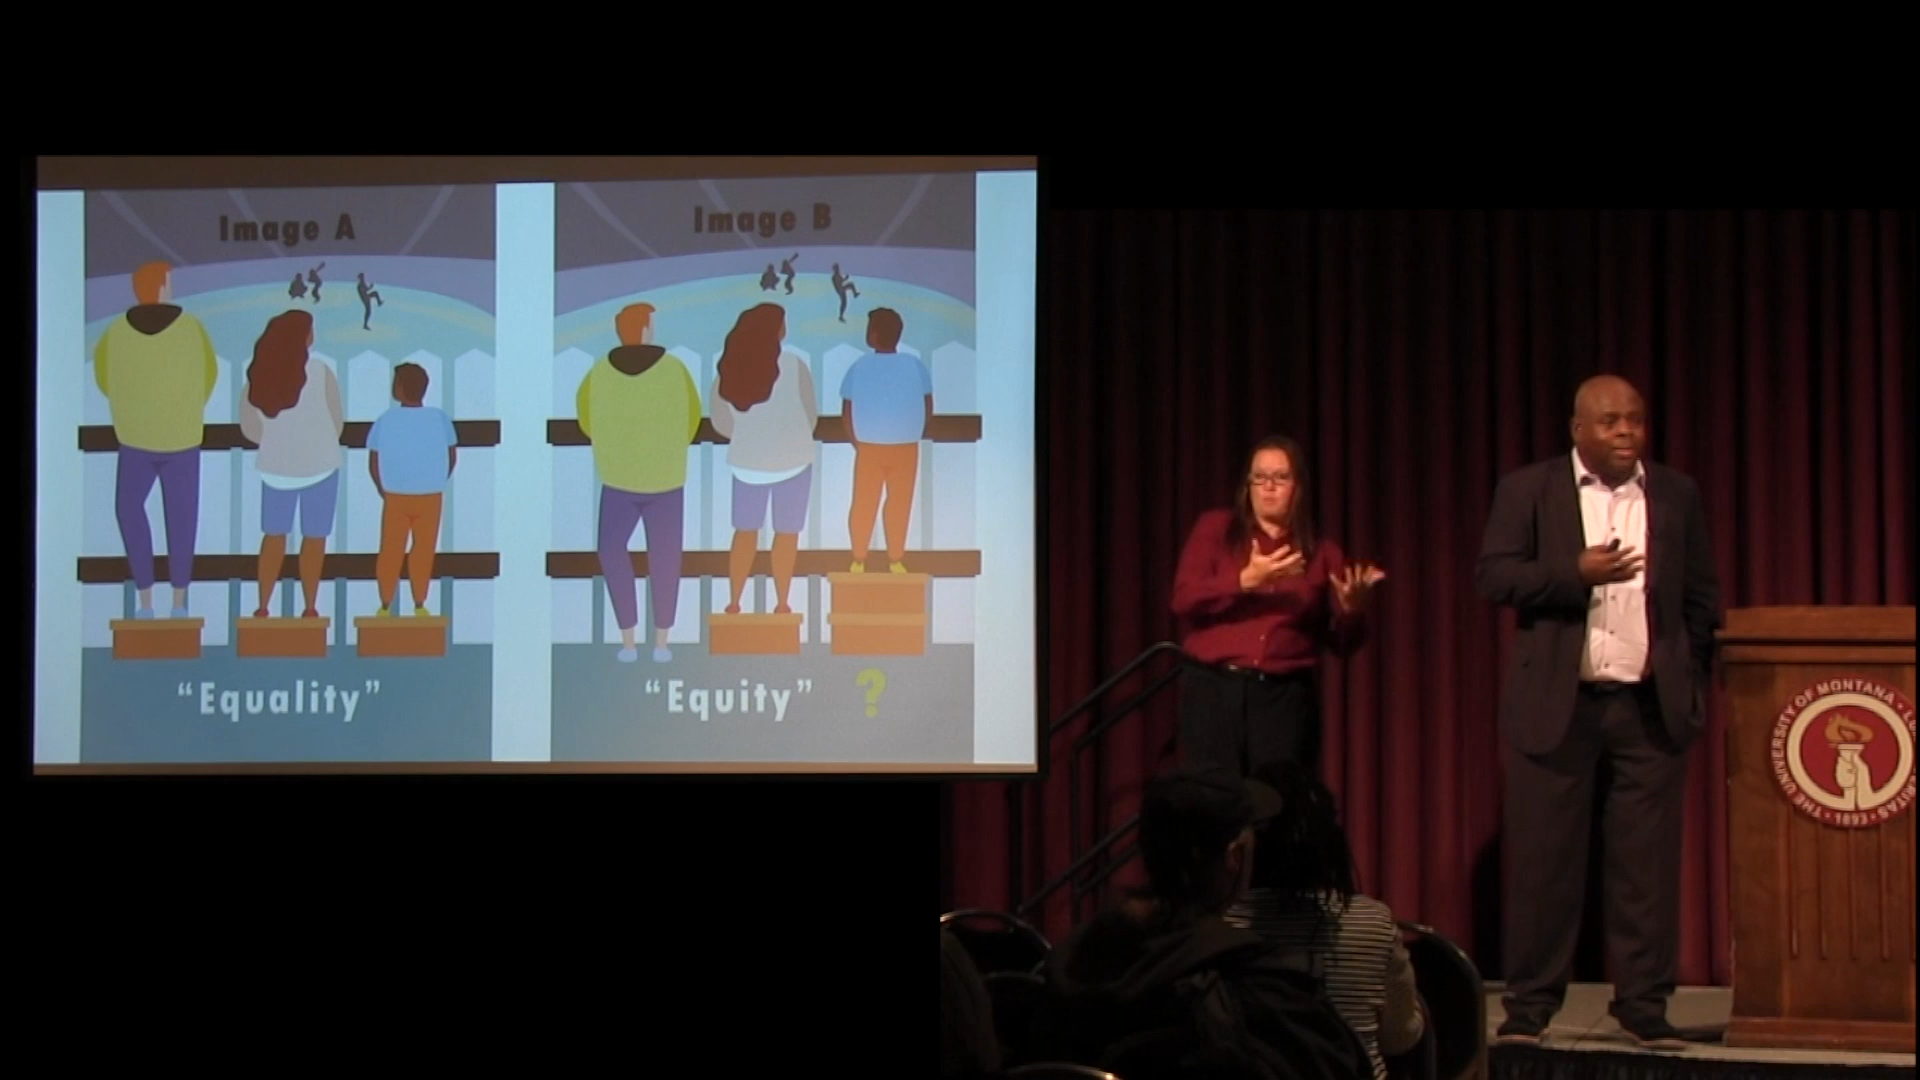 Image A
Image B
“Equality”
“Equity” ?
THE UNIVERSITY OF MONTANA
1893